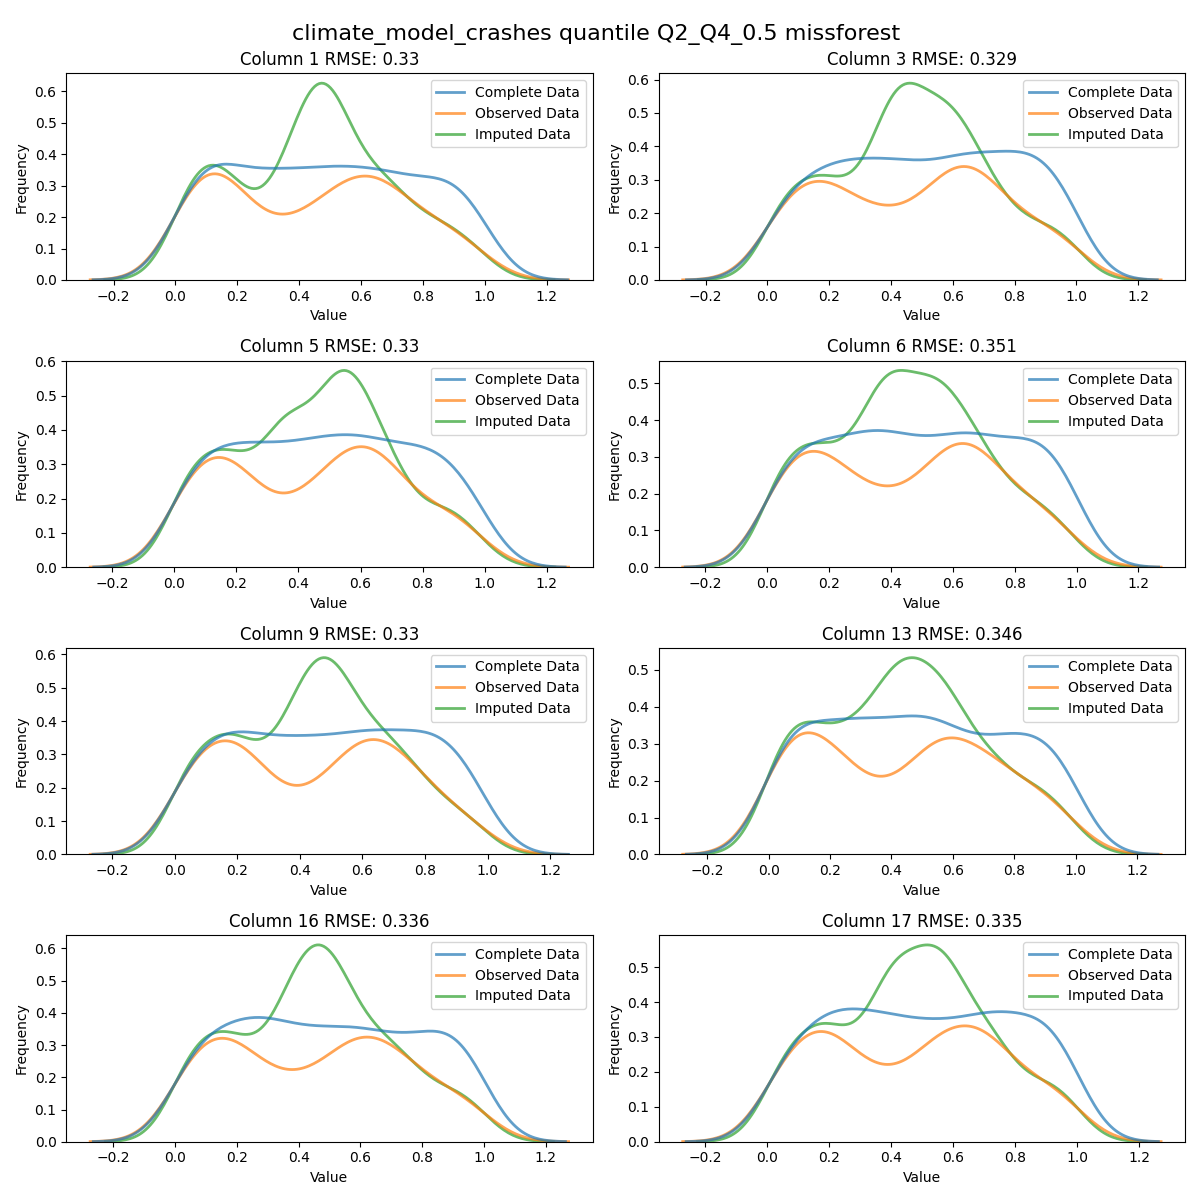 climate_model_crashes quantile Q2_Q4_0.5 missforest
Column 1 RMSE: 0.33
Frequency
0.6
0.5
0.4
0.3
0.2
0.1
0.0
Complete Data
Observed Data
Imputed Data
−0.2 0.0 0.2 0.4 0.6 0.8 1.0 1.2
Value
Column 3 RMSE: 0.329
Frequency
0.6
0.5
0.4
0.3
0.2
0.1
0.0
Complete Data
Observed Data
Imputed Data
−0.2 0.0 0.2 0.4 0.6 0.8 1.0 1.2
Value
Column 5 RMSE: 0.33
Frequency
0.6
0.5
0.4
0.3
0.2
0.1
0.0
Complete Data
Observed Data
Imputed Data
−0.2 0.0 0.2 0.4 0.6 0.8 1.0 1.2
Value
Column 6 RMSE: 0.351
Frequency
0.5
0.4
0.3
0.2
0.1
0.0
Complete Data
Observed Data
Imputed Data
−0.2 0.0 0.2 0.4 0.6 0.8 1.0 1.2
Value
Column 9 RMSE: 0.33
Frequency
0.6
0.5
0.4
0.3
0.2
0.1
0.0
Complete Data
Observed Data
Imputed Data
−0.2 0.0 0.2 0.4 0.6 0.8 1.0 1.2
Value
Column 13 RMSE: 0.346
Frequency
0.5
0.4
0.3
0.2
0.1
0.0
Complete Data
Observed Data
Imputed Data
−0.2 0.0 0.2 0.4 0.6 0.8 1.0 1.2
Value
Column 16 RMSE: 0.336
Frequency
0.6
0.5
0.4
0.3
0.2
0.1
0.0
Complete Data
Observed Data
Imputed Data
−0.2 0.0 0.2 0.4 0.6 0.8 1.0 1.2
Value
Column 17 RMSE: 0.335
Frequency
0.5
0.4
0.3
0.2
0.1
0.0
Complete Data
Observed Data
Imputed Data
−0.2 0.0 0.2 0.4 0.6 0.8 1.0 1.2
Value